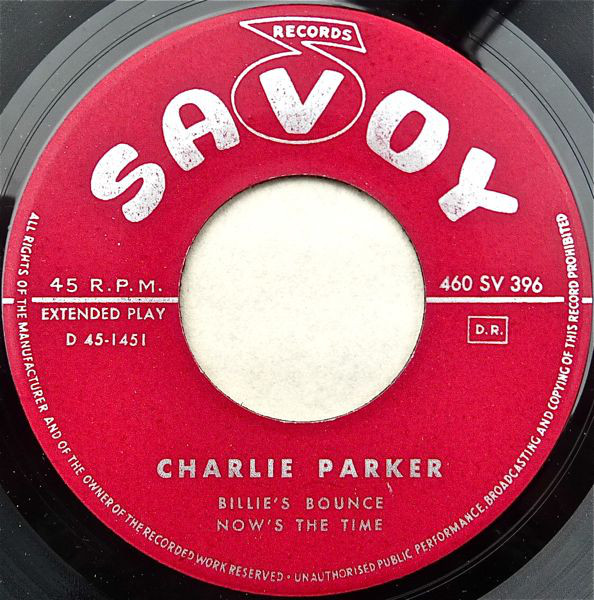 RECORDS
SAVOY
45 R.P.M.
460 SV 396
EXTENDED PLAY
D.R.
D 45-1451
CHARLIE PARKER
BILLIE'S BOUNCE
NOW'S THE TIME
ALL RIGHTS OF THE MANUFACTURER AND OF THE OWNER OF THE RECORDED WORK RESERVED - UNAUTHORISED PUBLIC PERFORMANCE, BROADCASTING AND COPYING OF THIS RECORD PROHIBITED